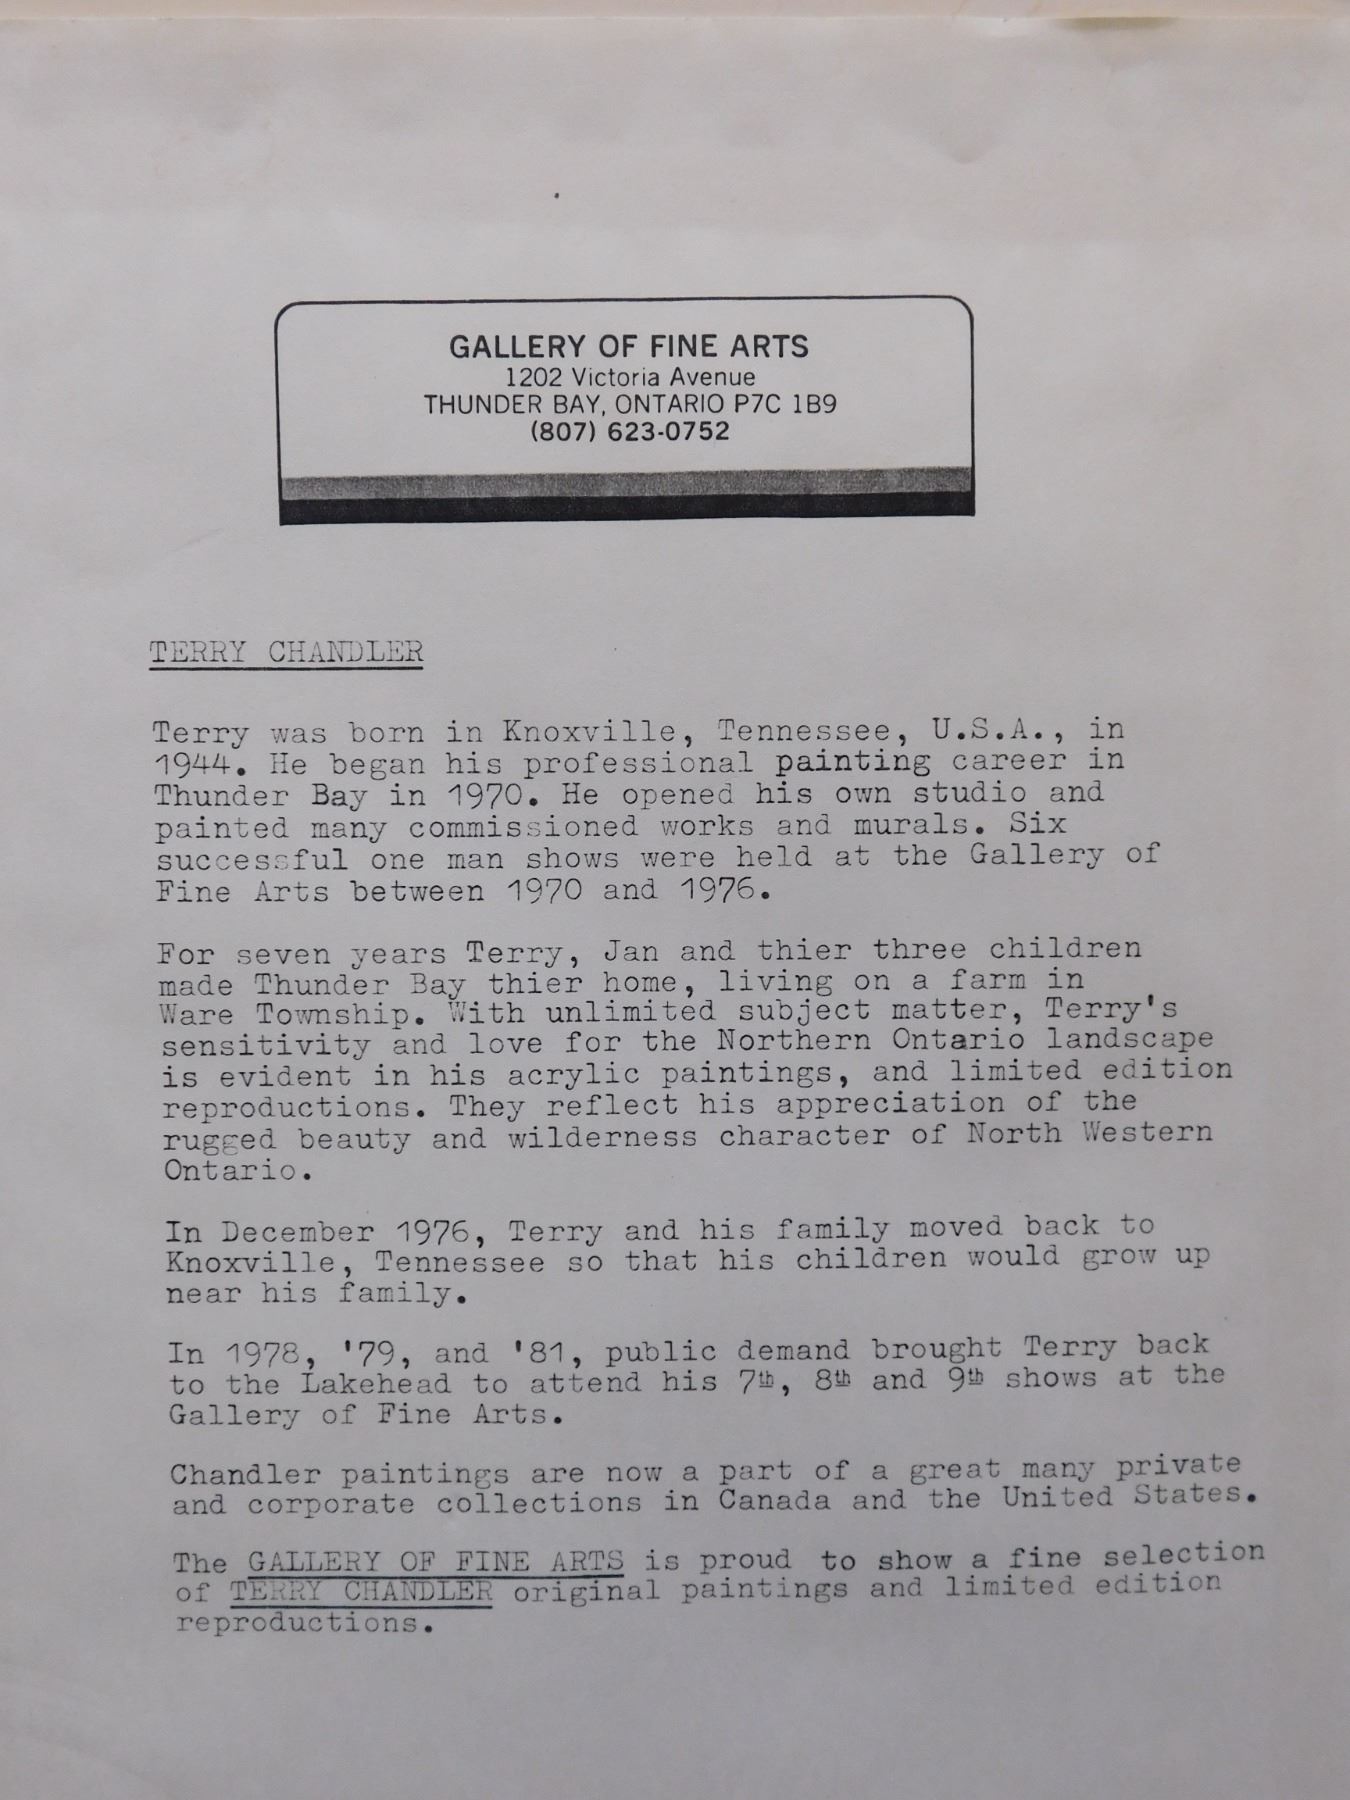 GALLERY OF FINE ARTS
1202 Victoria Avenue
THUNDER BAY, ONTARIO P7C 1B9
(807) 623-0752
TERRY CHANDLER
Terry was born in Knoxville, Tennessee, U.S.A., in
1944. He began his professional painting career in
Thunder Bay in 1970. He opened his own studio and
painted many commissioned works and murals. Six
successful one man shows were held at the Gallery of
Fine Arts between 1970 and 1976.
For seven years Terry, Jan and thier three children
made Thunder Bay thier home, living on a farm in
Ware Township. With unlimited subject matter, Terry's
sensitivity and love for the Northern Ontario landscape
is evident in his acrylic paintings, and limited edition
reproductions. They reflect his appreciation of the
rugged beauty and wilderness character of North Western
Ontario.
In December 1976, Terry and his family moved back to
Knoxville, Tennessee so that his children would grow up
near his family.
In 1978, '79, and '81, public demand brought Terry back
to the Lakehead to attend his 7th, 8th and 9th shows at the
Gallery of Fine Arts.
Chandler paintings are now a part of a great many private
and corporate collections in Canada and the United States.
The GALLERY OF FINE ARTS is proud to show a fine selection
of TERRY CHANDLER original paintings and limited edition
reproductions.